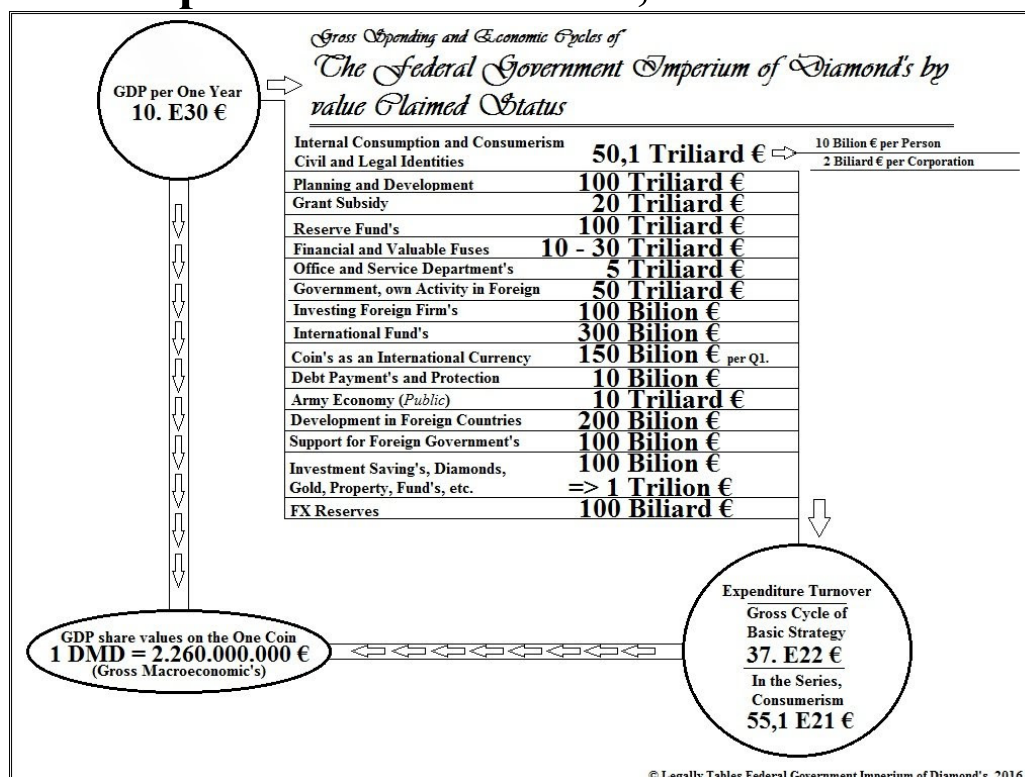 GDP per One Year
10. E30 €
Gross Spending and Economic Cycles of
The Federal Government Imperium of Diamond's by
value Claimed Status
Internal Consumption and Consumerism
Civil and Legal Identities 50,1 Triliard €
10 Bilion € per Person
2 Biliard € per Corporation
Planning and Development 100 Triliard €
Grant Subsidy 20 Triliard €
Reserve Fund's 100 Triliard €
Financial and Valuable Fuses 10 - 30 Triliard €
Office and Service Department's 5 Triliard €
Government, own Activity in Foreign 50 Triliard €
Investing Foreign Firm's 100 Bilion €
International Fund's 300 Bilion €
Coin's as an International Currency 150 Bilion € per Q1.
Debt Payment's and Protection 10 Bilion €
Army Economy (Public) 10 Triliard €
Development in Foreign Countries 200 Bilion €
Support for Foreign Government's 100 Bilion €
Investment Saving's, Diamonds, 100 Bilion €
Gold, Property, Fund's, etc. => 1 Trilion €
FX Reserves 100 Biliard €
Expenditure Turnover
Gross Cycle of
Basic Strategy
37. E22 €
In the Series,
Consumerism
55,1 E21 €
GDP share values on the One Coin
1 DMD = 2.260.000.000 €
(Gross Macroeconomic's)
© Legally Tables Federal Government Imperium of Diamond's, 2016